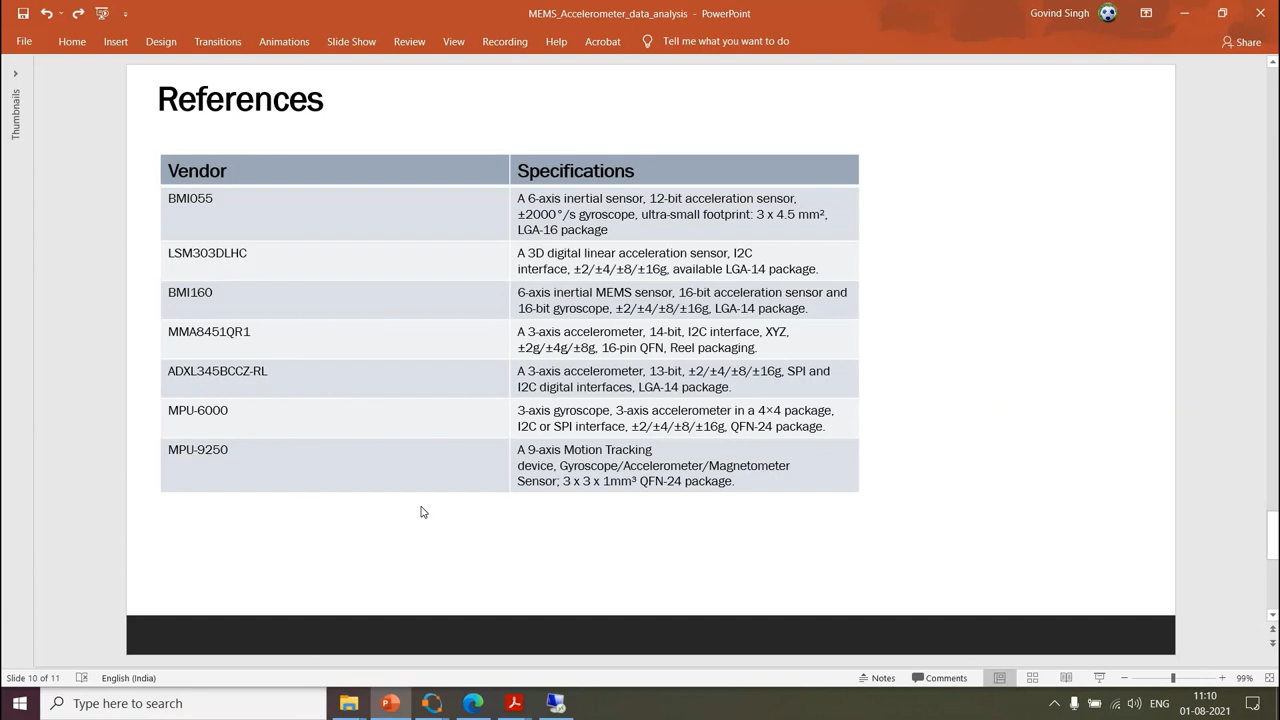 MEMS_Accelerometer_data_analysis - PowerPoint
Govind Singh
File Home Insert Design Transitions Animations Slide Show Review View Recording Help Acrobat Tell me what you want to do Share
Thumbnails
References
Vendor Specifications
BMI055 A 6-axis inertial sensor, 12-bit acceleration sensor,
±2000°/s gyroscope, ultra-small footprint: 3 x 4.5 mm²,
LGA-16 package
LSM303DLHC A 3D digital linear acceleration sensor, I2C
interface, ±2/±4/±8/±16g, available LGA-14 package.
BMI160 6-axis inertial MEMS sensor, 16-bit acceleration sensor and
16-bit gyroscope, ±2/±4/±8/±16g, LGA-14 package.
MMA8451QR1 A 3-axis accelerometer, 14-bit, I2C interface, XYZ,
±2g/±4g/±8g, 16-pin QFN, Reel packaging.
ADXL345BCCZ-RL A 3-axis accelerometer, 13-bit, ±2/±4/±8/±16g, SPI and
I2C digital interfaces, LGA-14 package.
MPU-6000 3-axis gyroscope, 3-axis accelerometer in a 4×4 package,
I2C or SPI interface, ±2/±4/±8/±16g, QFN-24 package.
MPU-9250 A 9-axis Motion Tracking
device, Gyroscope/Accelerometer/Magnetometer
Sensor; 3 x 3 x 1mm³ QFN-24 package.
Slide 10 of 11 English (India) Notes Comments 99%
Type here to search ENG 11:10
01-08-2021